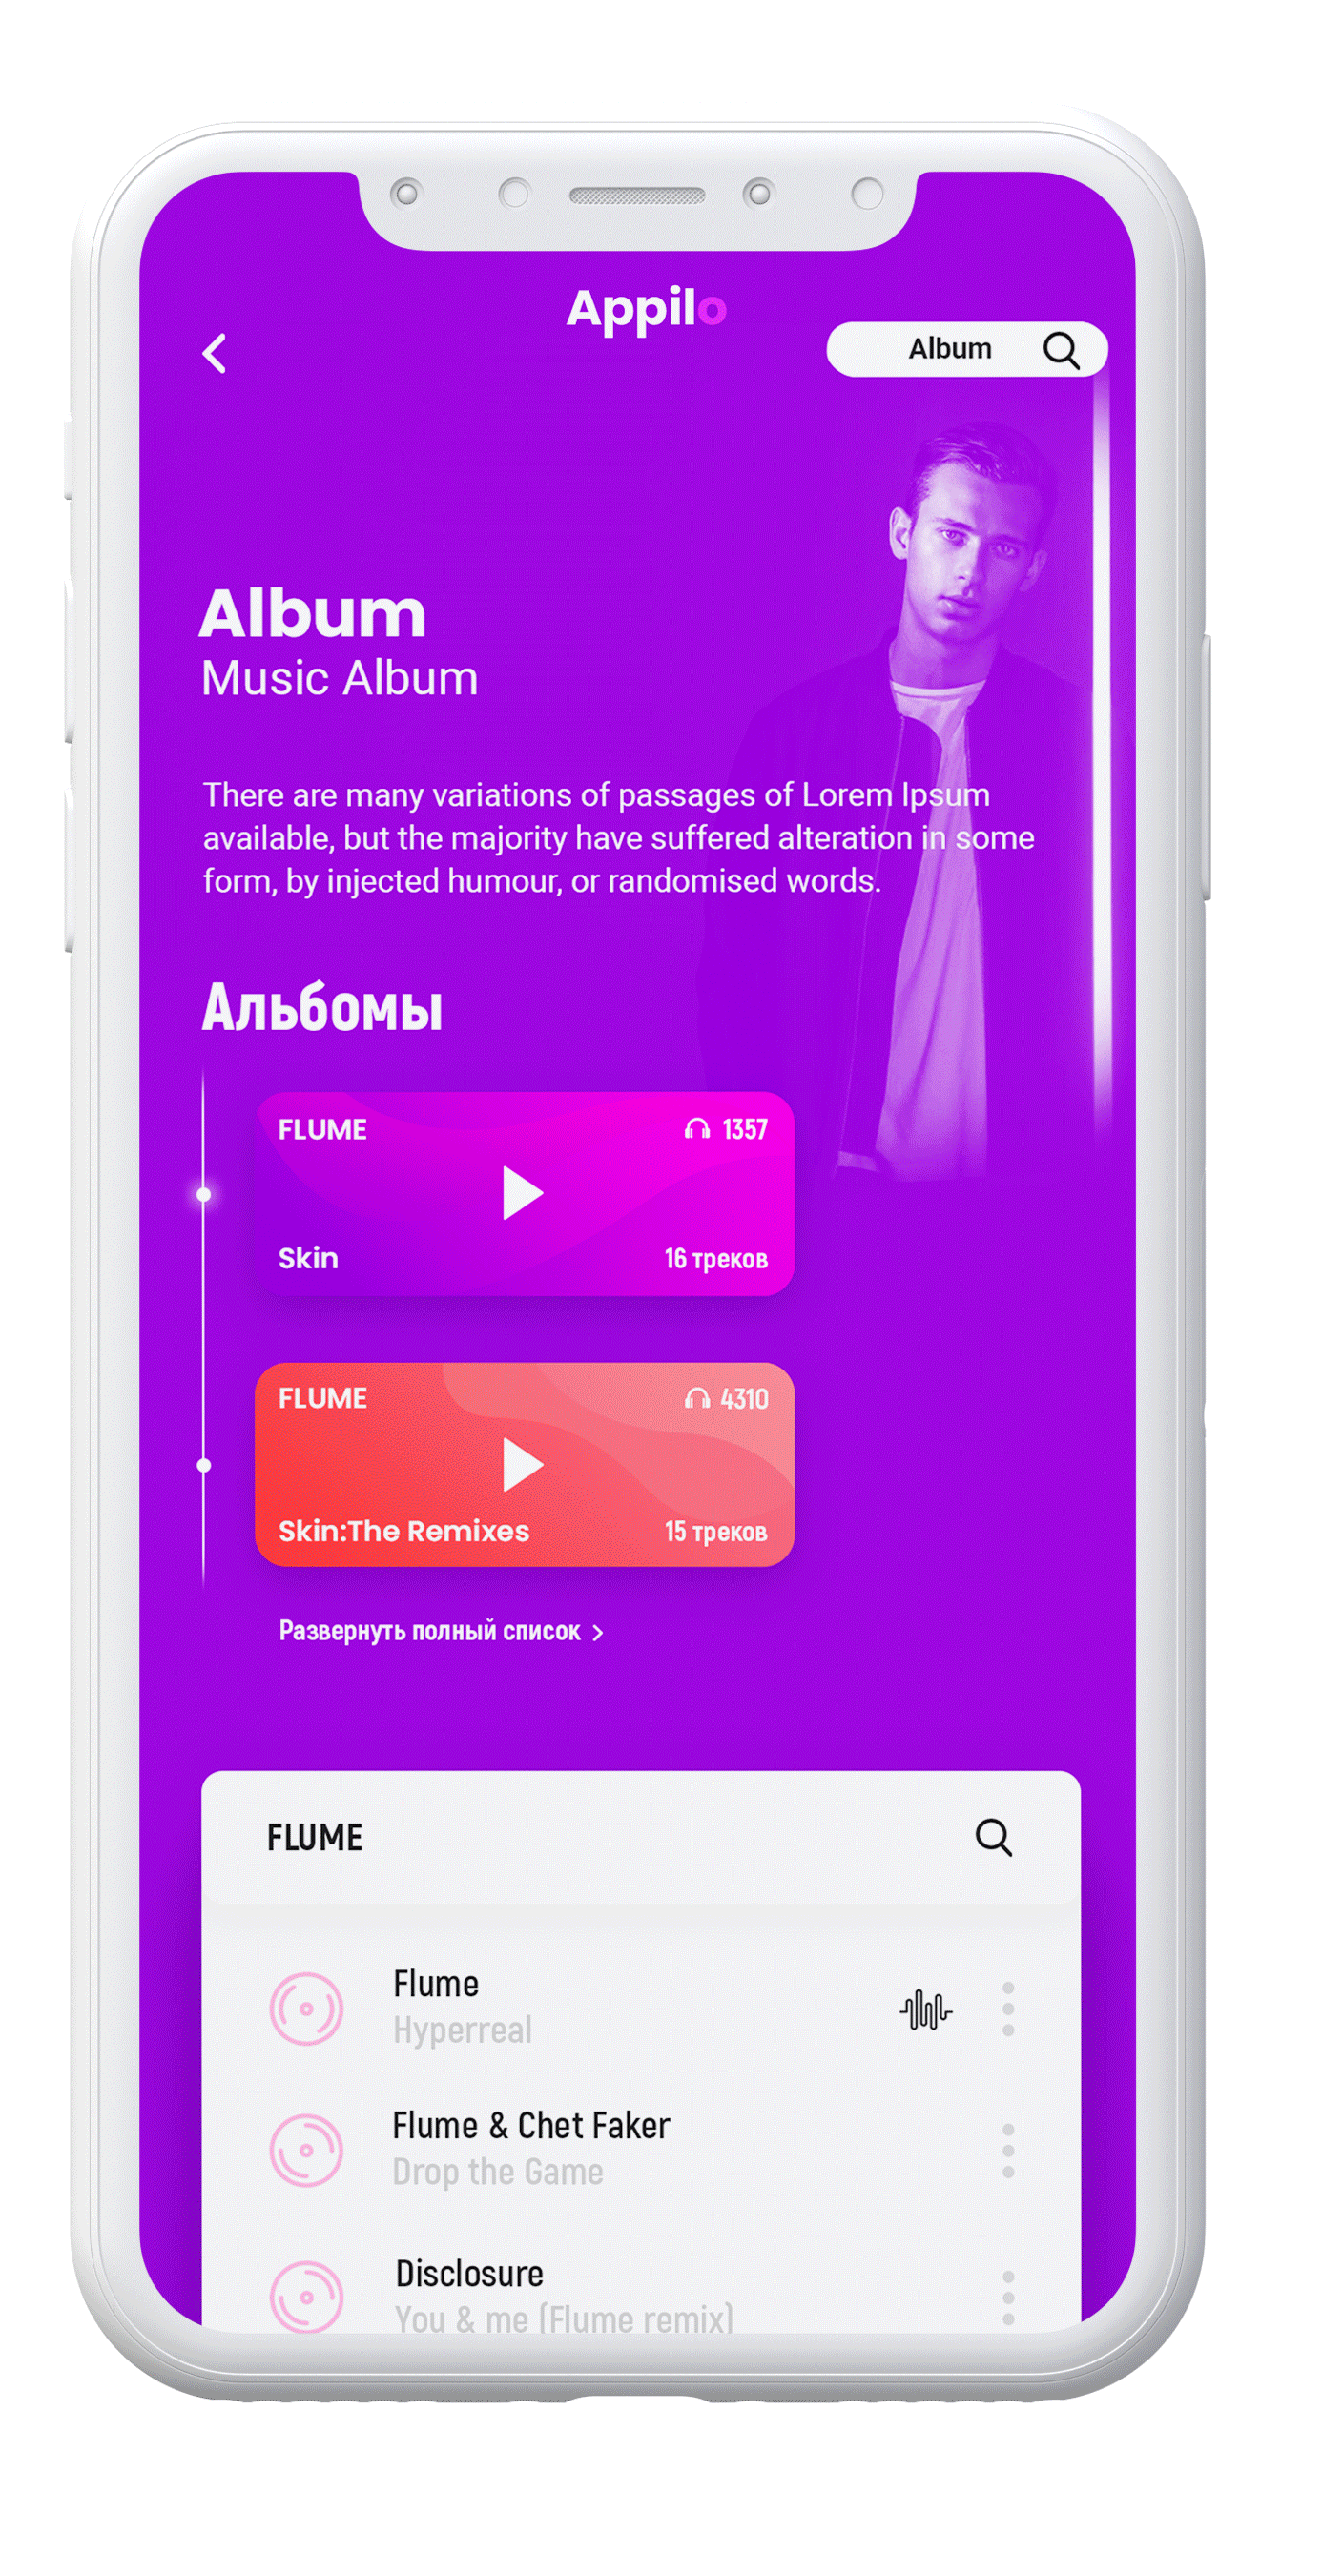 Appilo
Album
Album
Music Album
There are many variations of passages of Lorem Ipsum
available, but the majority have suffered alteration in some
form, by injected humour, or randomised words.
Альбомы
FLUME 1357
Skin 16 треков
FLUME 4310
Skin:The Remixes 15 треков
Развернуть полный список >
FLUME
Flume
Hyperreal
Flume & Chet Faker
Drop the Game
Disclosure
You & me (Flume remix)